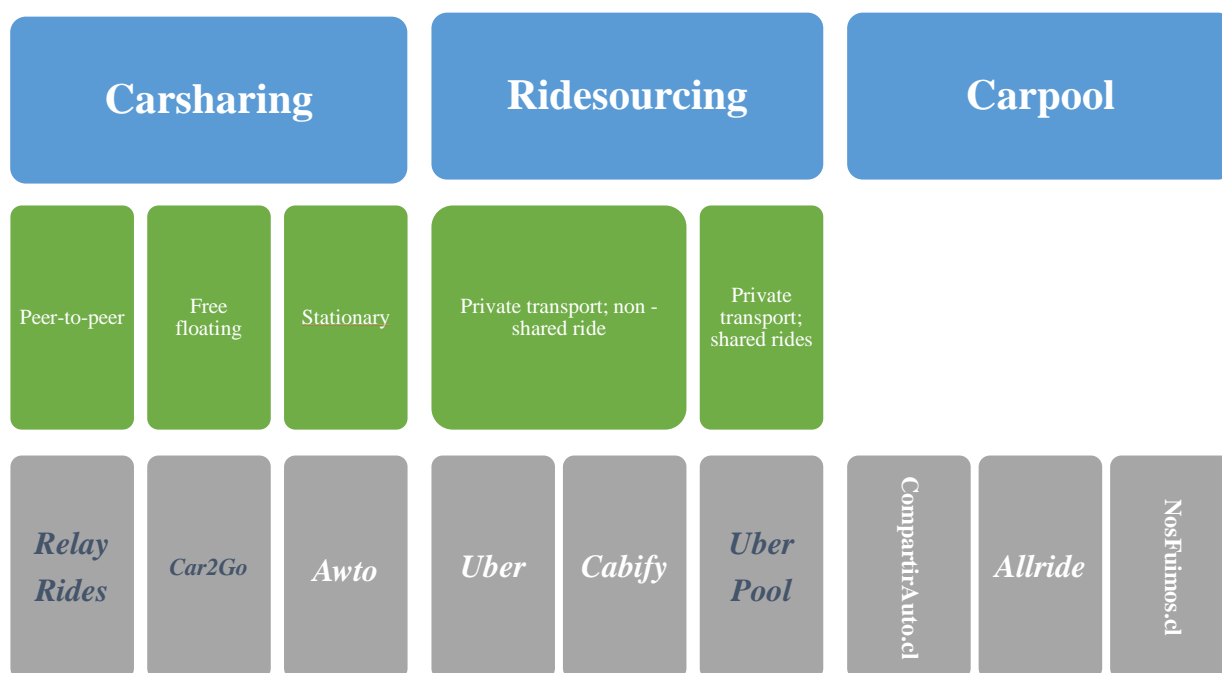 Carsharing
Ridesourcing
Carpool
Peer-to-peer
Free
floating
Stationary
Private transport; non -
shared ride
Private
transport;
shared rides
Relay
Rides
Car2Go
Awto
Uber
Cabify
Uber
Pool
CompartirAuto.cl
Allride
NosFuimos.cl